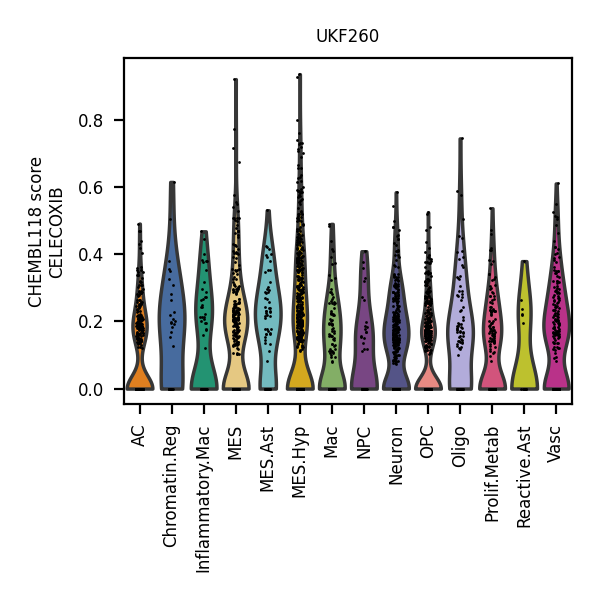 UKF260
CHEMBL118 score
CELECOXIB
0.8
0.6
0.4
0.2
0.0
AC
Chromatin.Reg
Inflammatory.Mac
MES
MES.Ast
MES.Hyp
Mac
NPC
Neuron
OPC
Oligo
Prolif.Metab
Reactive.Ast
Vasc